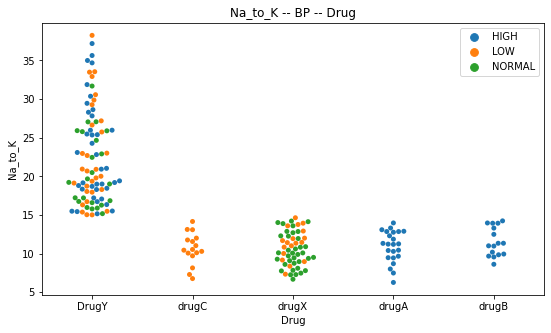 Na_to_K -- BP -- Drug
HIGH
LOW
NORMAL
35
30
25
20
15
10
5
Na_to_K
DrugY drugC drugX drugA drugB
Drug